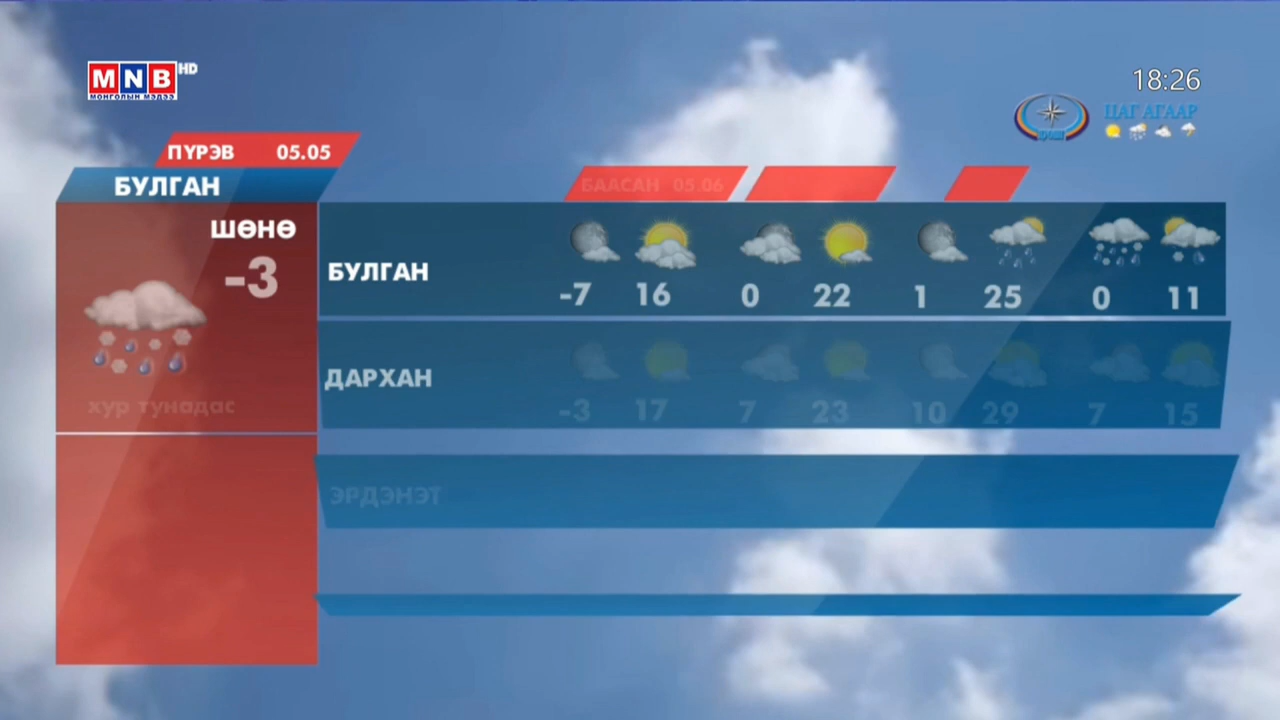 MNB HD
МОНГОЛЫН МЭДЭЭ
18:26
ЦАГ АГААР
ПҮРЭВ 05.05
БУЛГАН
ШӨНӨ
-3
хур тунадас
БААСАН 05.06
БУЛГАН
-7 16 0 22 1 25 0 11
ДАРХАН
-3 17 7 23 10 29 7 15
ЭРДЭНЭТ